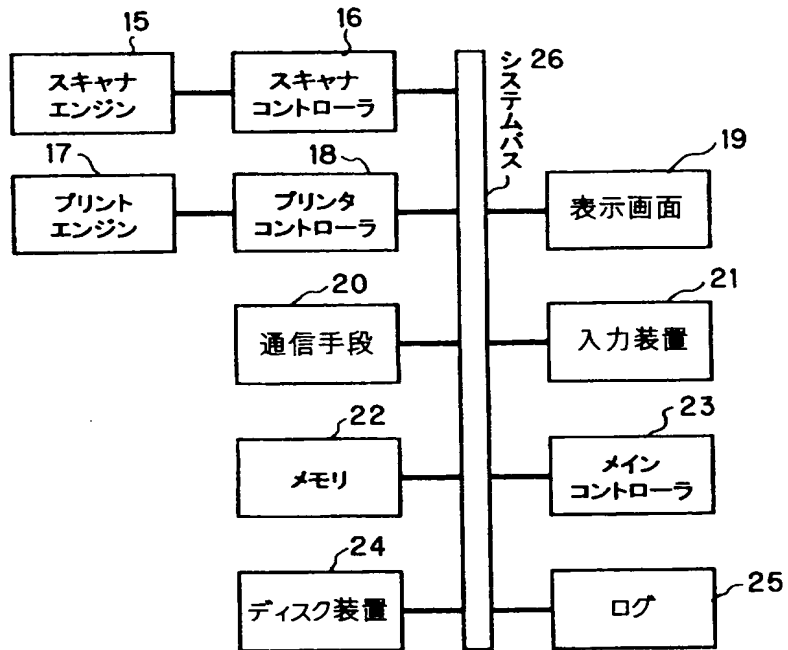 15
スキャナ
エンジン
16
スキャナ
コントローラ
システムバス
26
17
プリント
エンジン
18
プリンタ
コントローラ
19
表示画面
20
通信手段
21
入力装置
22
メモリ
23
メイン
コントローラ
24
ディスク装置
ログ
25